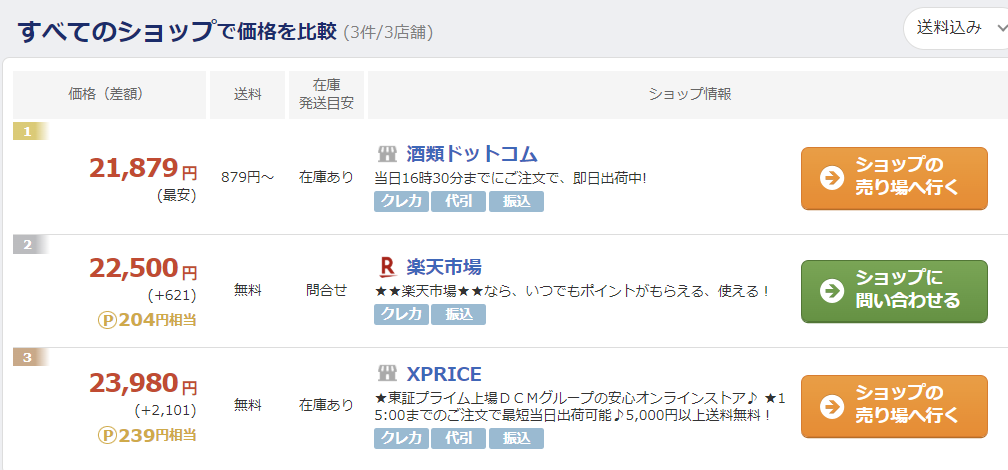 すべてのショップで価格を比較 (3件/3店舗)
送料込み
価格（差額）
送料
在庫
発送目安
ショップ情報
1
21,879 円
(最安)
879円～
在庫あり
酒類ドットコム
当日16時30分までにご注文で、即日出荷中!
クレカ 代引 振込
ショップの
売り場へ行く
2
22,500 円
(+621)
P204円相当
無料
問合せ
R 楽天市場
★★楽天市場★★なら、いつでもポイントがもらえる、使える！
クレカ 振込
ショップに
問い合わせる
3
23,980 円
(+2,101)
P239円相当
無料
在庫あり
XPRICE
★東証プライム上場ＤＣＭグループの安心オンラインストア♪ ★1
5:00までのご注文で最短当日出荷可能♪5,000円以上送料無料！
クレカ 代引 振込
ショップの
売り場へ行く